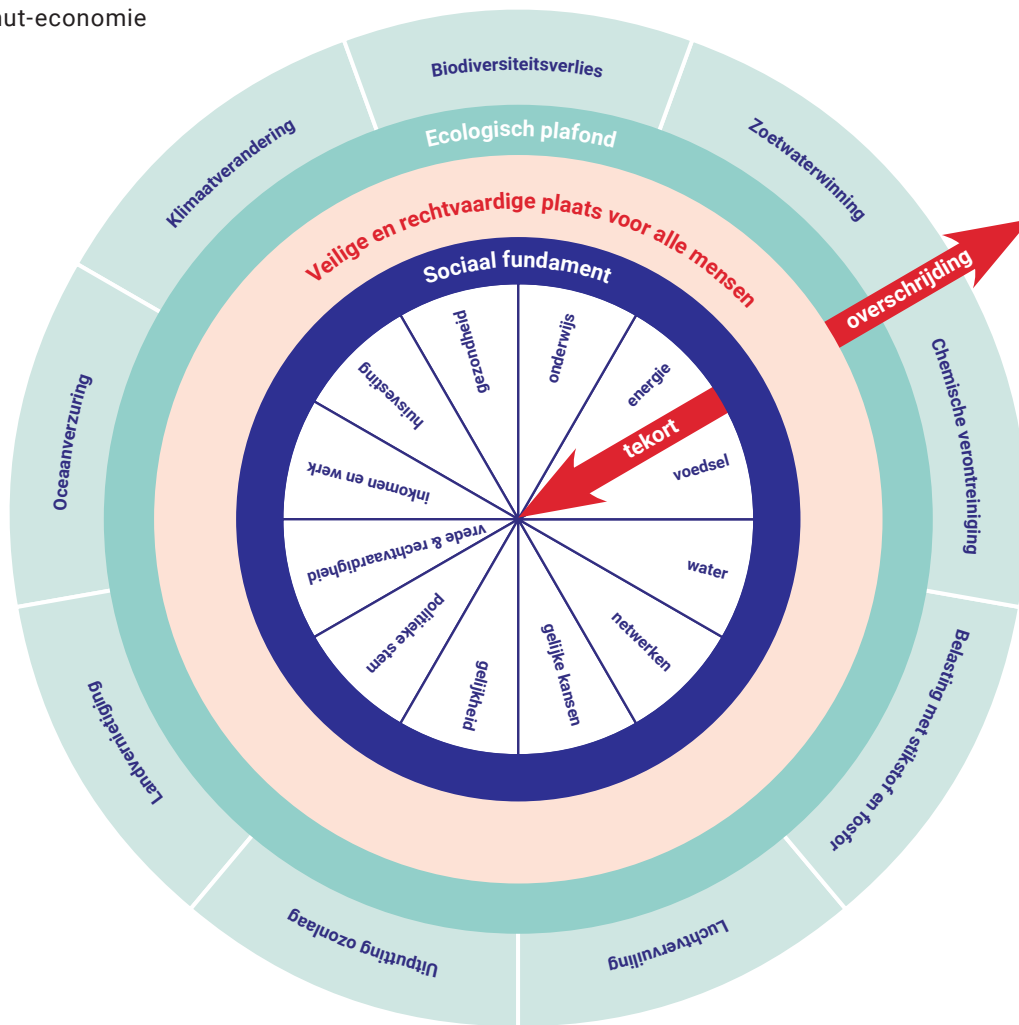 nut-economie
Biodiversiteitsverlies
Zoetwaterwinning
Chemische verontreiniging
Belasting met stikstof en fosfor
Luchtvervuiling
Uitputting ozonlaag
Landvernietiging
Oceaanverzuring
Klimaatverandering
Ecologisch plafond
Veilige en rechtvaardige plaats voor alle mensen
overschrijding
Sociaal fundament
onderwijs
energie
tekort
voedsel
water
netwerken
gelijke kansen
gelijkheid
politieke stem
vrede & rechtvaardigheid
inkomen en werk
huisvesting
gezondheid